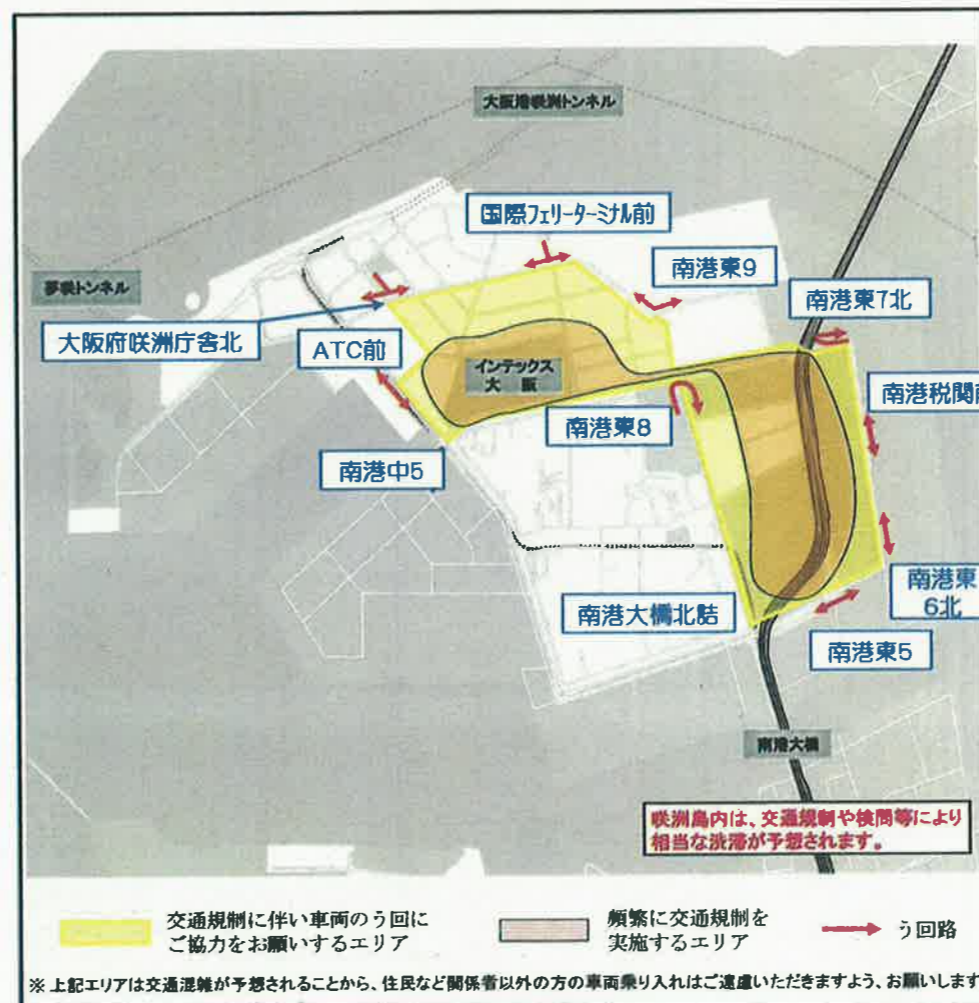 大阪港咲洲トンネル
国際フェリーターミナル前
南港東9
夢咲トンネル
南港東7北
大阪府咲洲庁舎北
ATC前
インテックス
大 阪
南港税関前
南港東8
南港中5
南港東
6北
南港大橋北詰
南港東5
南港大橋
咲洲島内は、交通規制や検問等により
相当な渋滞が予想されます。
交通規制に伴い車両のう回に
ご協力をお願いするエリア
頻繁に交通規制を
実施するエリア
う回路
※ 上記エリアは交通混雑が予想されることから、住民など関係者以外の方の車両乗り入れはご遠慮いただきますよう、お願いします